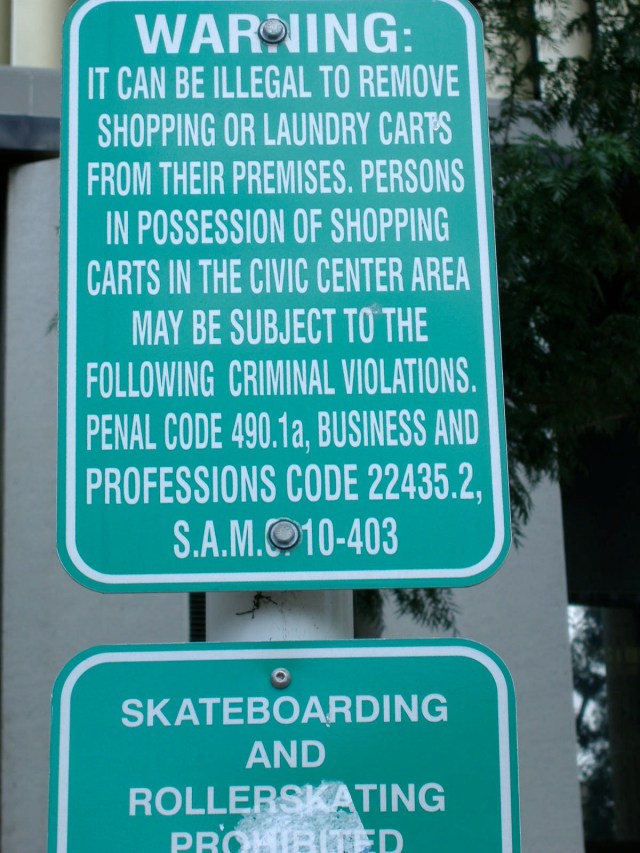 WARNING:
IT CAN BE ILLEGAL TO REMOVE
SHOPPING OR LAUNDRY CARTS
FROM THEIR PREMISES. PERSONS
IN POSSESSION OF SHOPPING
CARTS IN THE CIVIC CENTER AREA
MAY BE SUBJECT TO THE
FOLLOWING CRIMINAL VIOLATIONS.
PENAL CODE 490.1a, BUSINESS AND
PROFESSIONS CODE 22435.2,
S.A.M.C. 10-403
SKATEBOARDING
AND
ROLLERSKATING
PROHIBITED